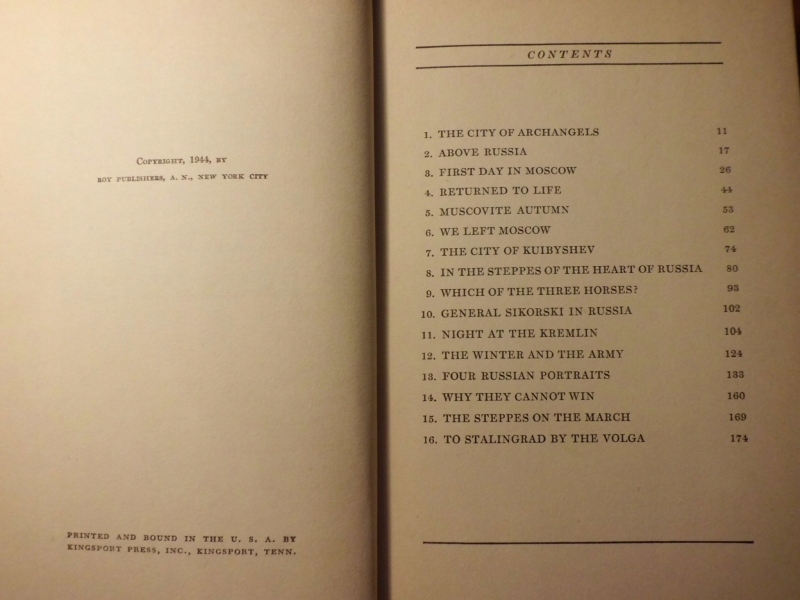 COPYRIGHT, 1944, BY
ROY PUBLISHERS, A. N., NEW YORK CITY
PRINTED AND BOUND IN THE U. S. A. BY
KINGSPORT PRESS, INC., KINGSPORT, TENN.
CONTENTS
1. THE CITY OF ARCHANGELS 11
2. ABOVE RUSSIA 17
3. FIRST DAY IN MOSCOW 26
4. RETURNED TO LIFE 44
5. MUSCOVITE AUTUMN 53
6. WE LEFT MOSCOW 62
7. THE CITY OF KUIBYSHEV 74
8. IN THE STEPPES OF THE HEART OF RUSSIA 80
9. WHICH OF THE THREE HORSES? 93
10. GENERAL SIKORSKI IN RUSSIA 102
11. NIGHT AT THE KREMLIN 104
12. THE WINTER AND THE ARMY 124
13. FOUR RUSSIAN PORTRAITS 133
14. WHY THEY CANNOT WIN 160
15. THE STEPPES ON THE MARCH 169
16. TO STALINGRAD BY THE VOLGA 174